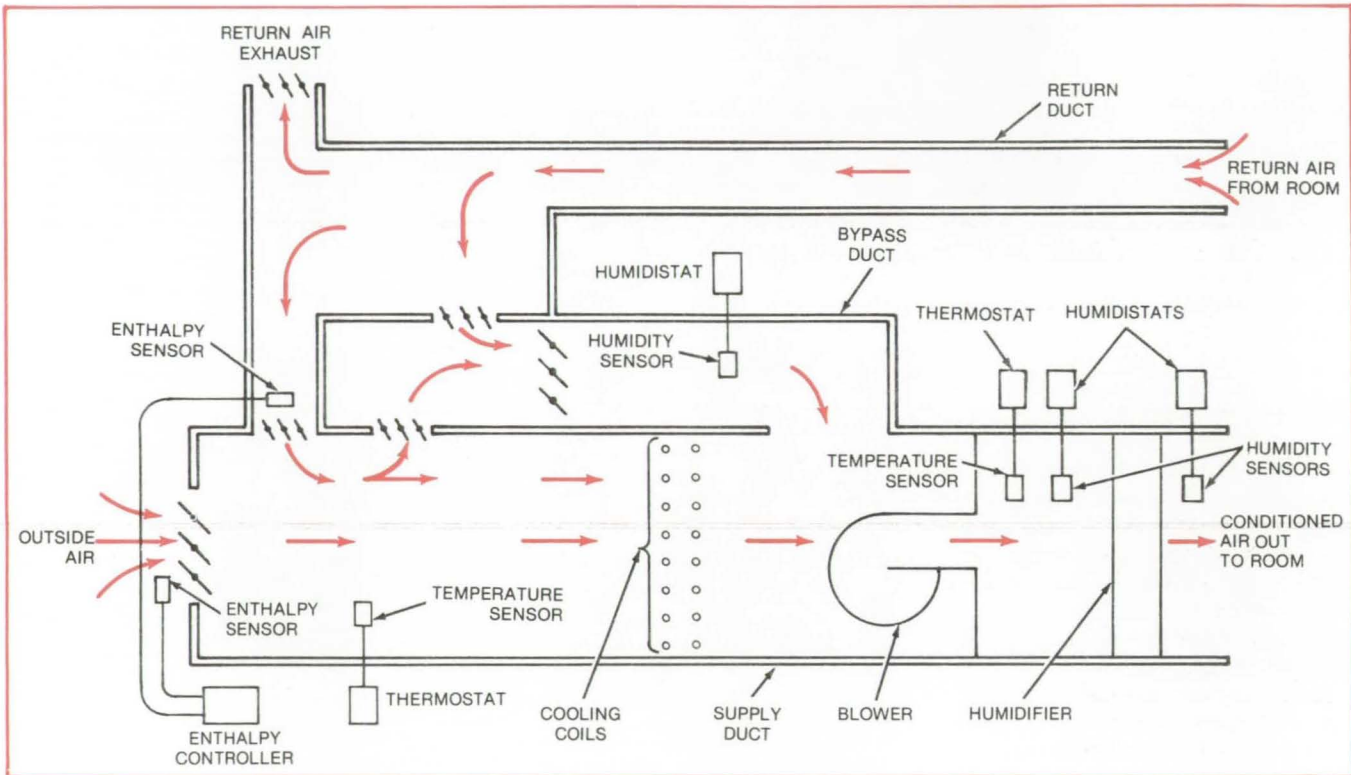 RETURN AIR
EXHAUST
RETURN
DUCT
RETURN AIR
FROM ROOM
BYPASS
DUCT
HUMIDISTAT
THERMOSTAT
HUMIDISTATS
ENTHALPY
SENSOR
HUMIDITY
SENSOR
TEMPERATURE
SENSOR
HUMIDITY
SENSORS
OUTSIDE
AIR
CONDITIONED
AIR OUT
TO ROOM
ENTHALPY
SENSOR
TEMPERATURE
SENSOR
THERMOSTAT
COOLING
COILS
SUPPLY
DUCT
BLOWER
HUMIDIFIER
ENTHALPY
CONTROLLER